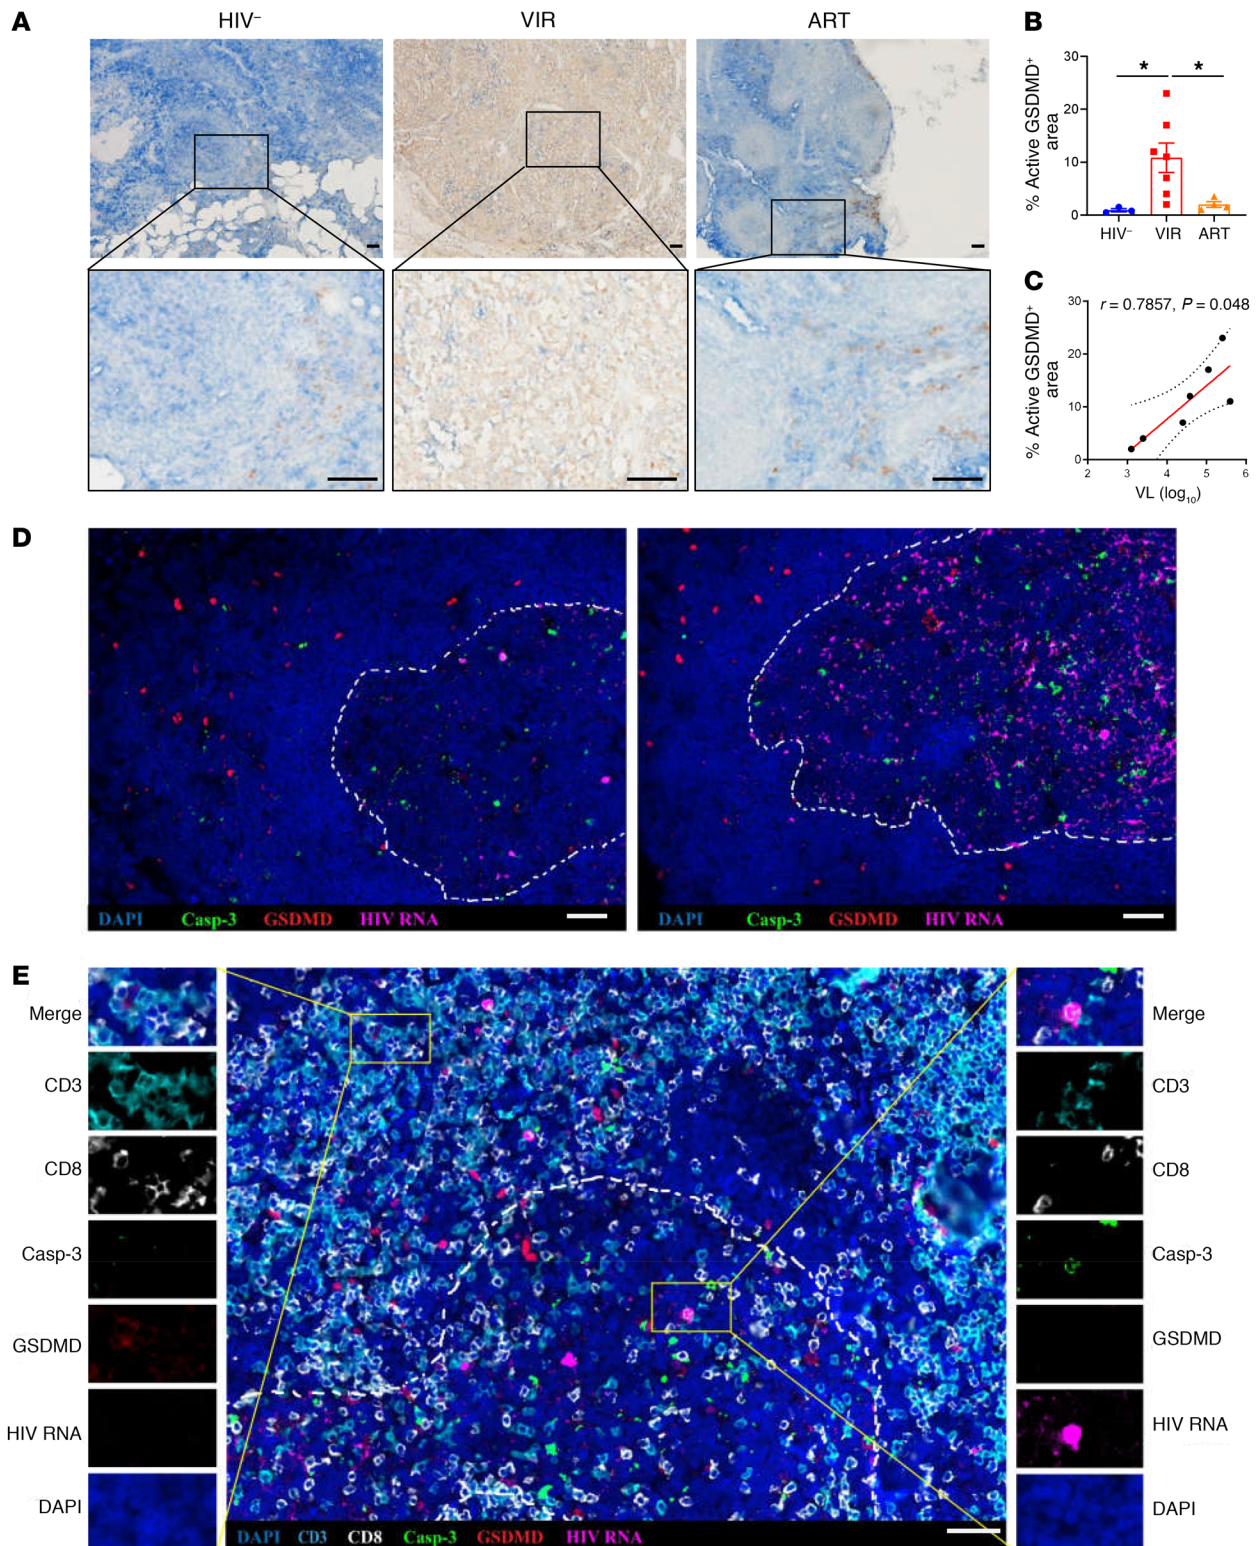 A
HIV–
VIR
ART
B
% Active GSDMD+
area
30
20
10
0
*
*
HIV–
VIR
ART
C
% Active GSDMD+
area
r = 0.7857, P = 0.048
30
20
10
0
2
3
4
5
6
VL (log10)
D
DAPI Casp-3 GSDMD HIV RNA
DAPI Casp-3 GSDMD HIV RNA
E
Merge
CD3
CD8
Casp-3
GSDMD
HIV RNA
DAPI
DAPI CD3 CD8 Casp-3 GSDMD HIV RNA
Merge
CD3
CD8
Casp-3
GSDMD
HIV RNA
DAPI